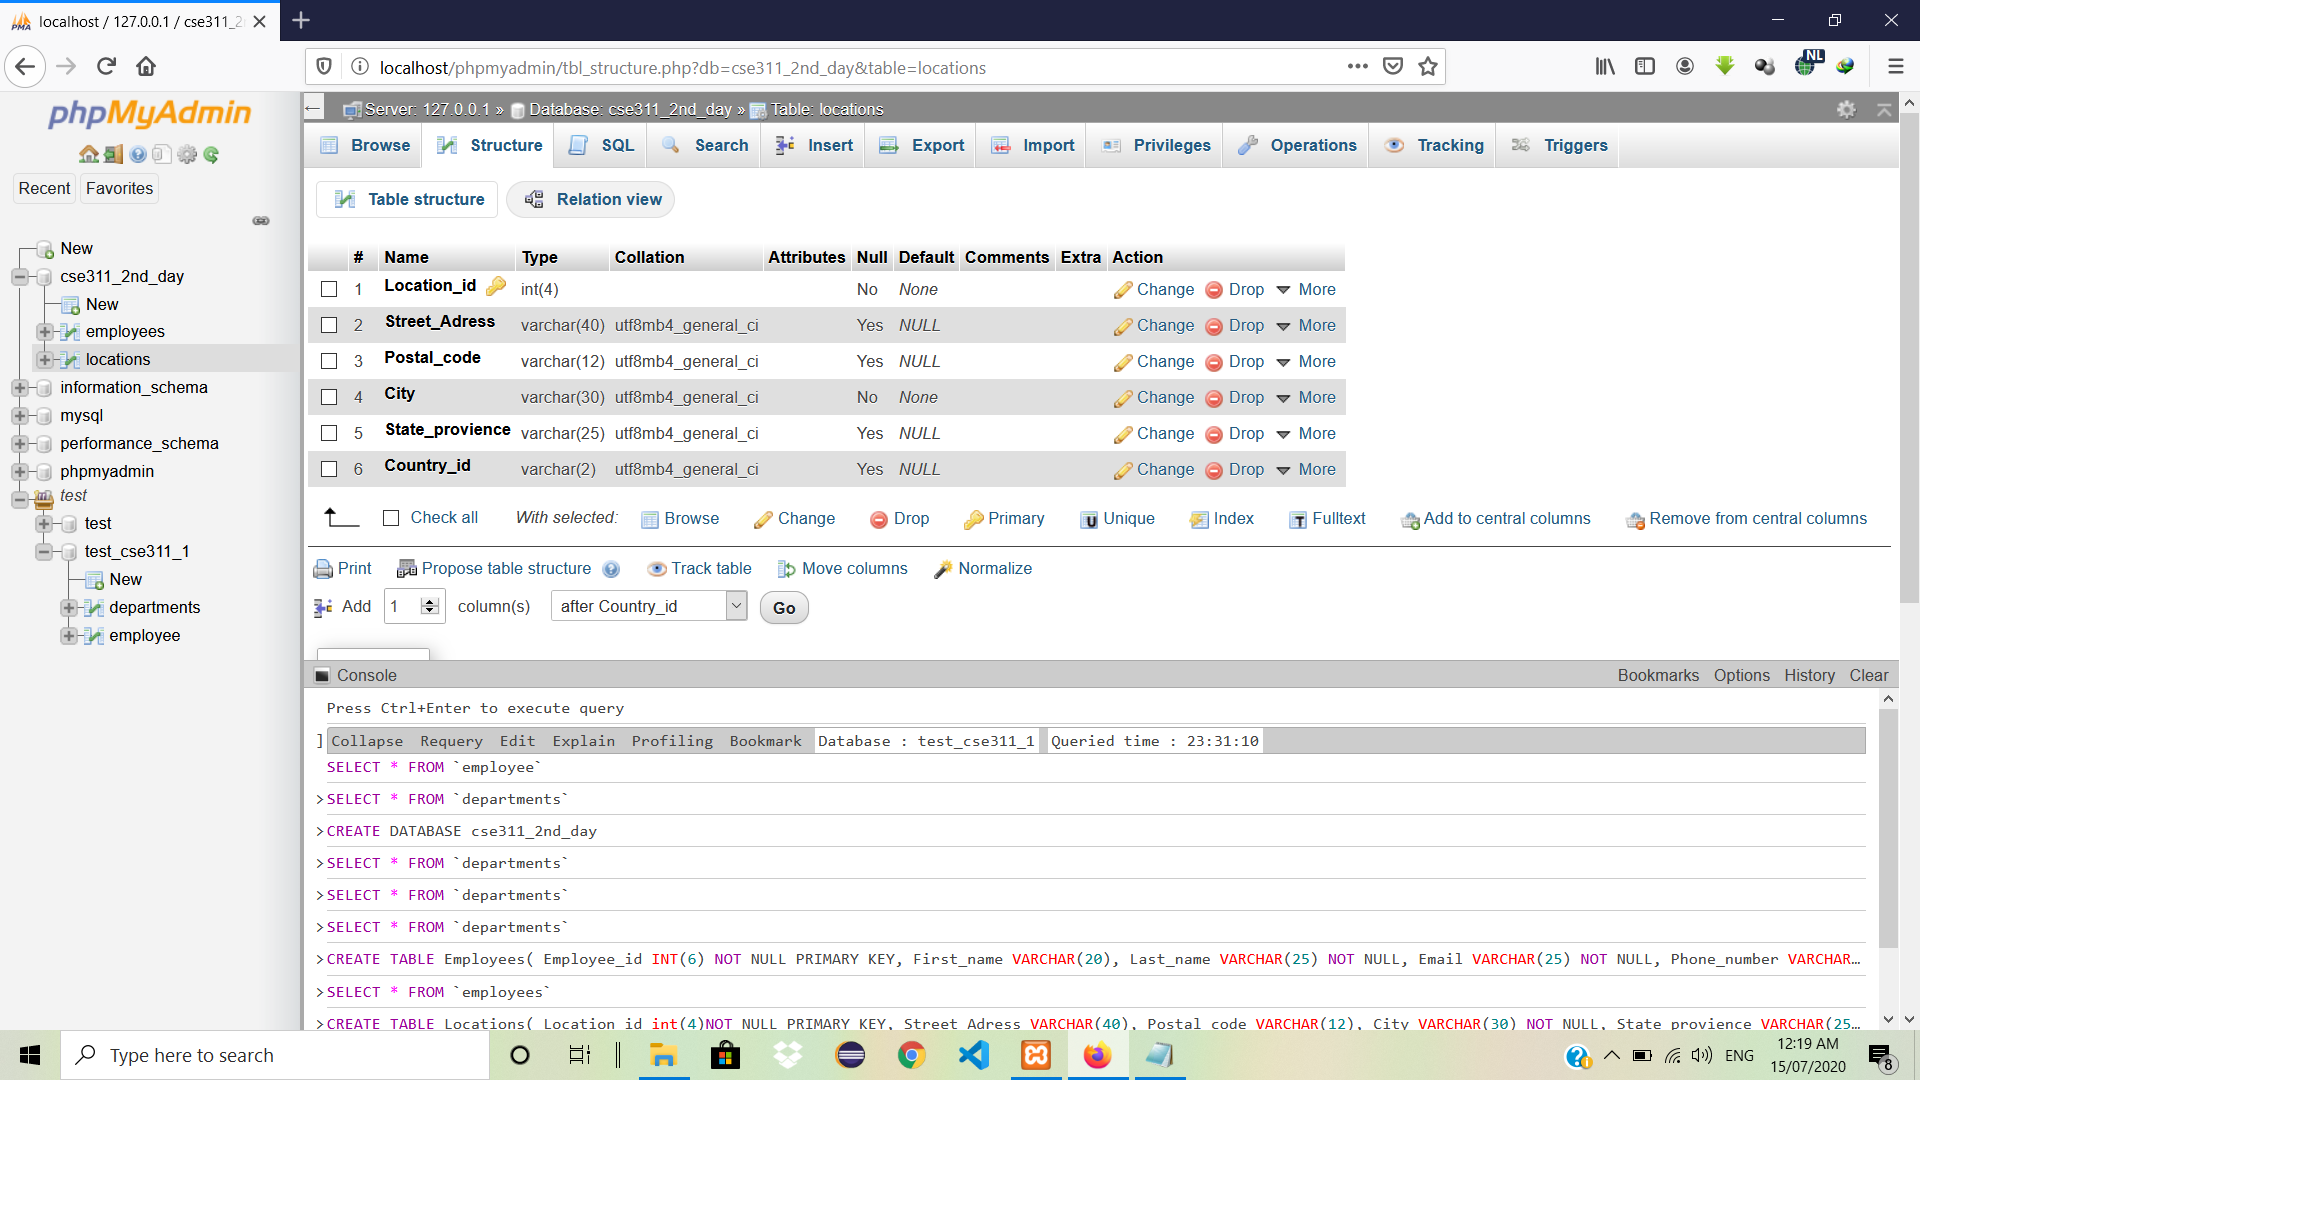 localhost / 127.0.0.1 / cse311_2
localhost/phpmyadmin/tbl_structure.php?db=cse311_2nd_day&table=locations
NL
phpMyAdmin
Recent Favorites
New
cse311_2nd_day
New
employees
locations
information_schema
mysql
performance_schema
phpmyadmin
test
test
test_cse311_1
New
departments
employee
Server: 127.0.0.1 » Database: cse311_2nd_day » Table: locations
Browse Structure SQL Search Insert Export Import Privileges Operations Tracking Triggers
Table structure Relation view
# Name Type Collation Attributes Null Default Comments Extra Action
1 Location_id int(4) No None Change Drop More
2 Street_Adress varchar(40) utf8mb4_general_ci Yes NULL Change Drop More
3 Postal_code varchar(12) utf8mb4_general_ci Yes NULL Change Drop More
4 City varchar(30) utf8mb4_general_ci No None Change Drop More
5 State_provience varchar(25) utf8mb4_general_ci Yes NULL Change Drop More
6 Country_id varchar(2) utf8mb4_general_ci Yes NULL Change Drop More
Check all With selected: Browse Change Drop Primary Unique Index Fulltext Add to central columns Remove from central columns
Print Propose table structure Track table Move columns Normalize
Add 1 column(s) after Country_id Go
Console Bookmarks Options History Clear
Press Ctrl+Enter to execute query
] Collapse Requery Edit Explain Profiling Bookmark Database : test_cse311_1 Queried time : 23:31:10
SELECT * FROM `employee`
>SELECT * FROM `departments`
>CREATE DATABASE cse311_2nd_day
>SELECT * FROM `departments`
>SELECT * FROM `departments`
>SELECT * FROM `departments`
>CREATE TABLE Employees( Employee_id INT(6) NOT NULL PRIMARY KEY, First_name VARCHAR(20), Last_name VARCHAR(25) NOT NULL, Email VARCHAR(25) NOT NULL, Phone_number VARCHAR…
>SELECT * FROM `employees`
>CREATE TABLE Locations( Location_id int(4)NOT NULL PRIMARY KEY, Street_Adress VARCHAR(40), Postal_code VARCHAR(12), City VARCHAR(30) NOT NULL, State_provience VARCHAR(25…
Type here to search
ENG
12:19 AM
15/07/2020
8